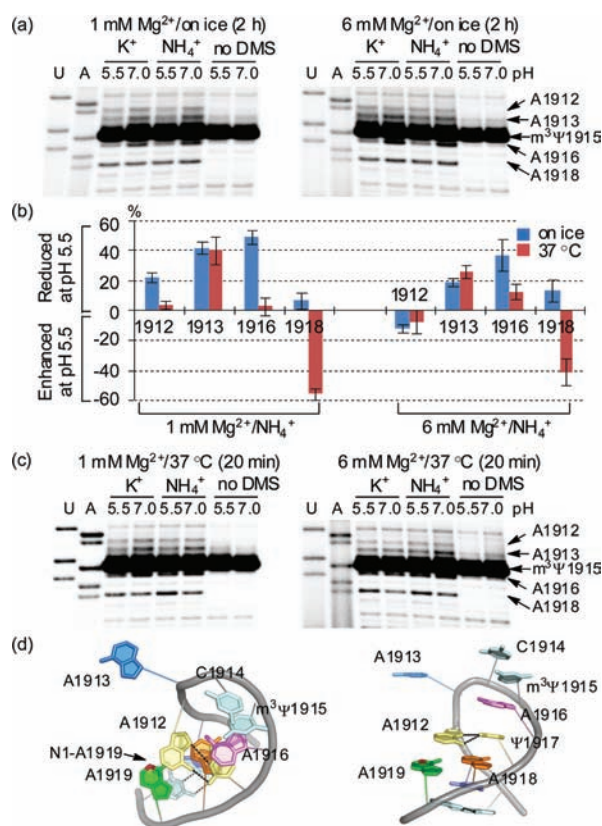 (a)
1 mM Mg²⁺/on ice (2 h)
6 mM Mg²⁺/on ice (2 h)
K⁺ NH₄⁺ no DMS
K⁺ NH₄⁺ no DMS
U A 5.5 7.0 5.5 7.0 5.5 7.0
U A 5.5 7.0 5.5 7.0 5.5 7.0 pH
A1912
A1913
m³Ψ1915
A1916
A1918
(b)
%
Reduced at pH 5.5
Enhanced at pH 5.5
60
40
20
0
-20
-40
-60
on ice
37 °C
1912 1913 1916 1918
1912 1913 1916 1918
1 mM Mg²⁺/NH₄⁺
6 mM Mg²⁺/NH₄⁺
(c)
1 mM Mg²⁺/37 °C (20 min)
6 mM Mg²⁺/37 °C (20 min)
K⁺ NH₄⁺ no DMS
K⁺ NH₄⁺ no DMS
U A 5.5 7.0 5.5 7.0 5.5 7.0
U A 5.5 7.0 5.5 7.0 5.5 7.0 pH
A1912
A1913
m³Ψ1915
A1916
A1918
(d)
A1913
C1914
m³Ψ1915
A1912
A1916
N1-A1919
A1919
A1913
C1914
m³Ψ1915
A1916
A1912
Ψ1917
A1919
A1918